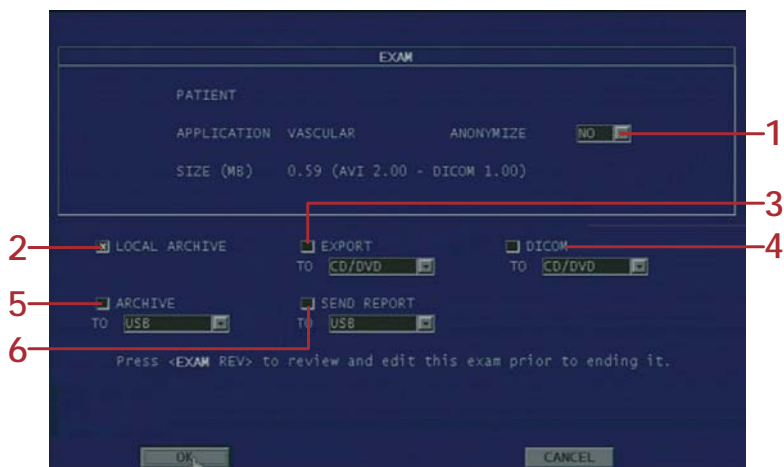 EXAM
PATIENT
APPLICATION VASCULAR ANONYMIZE NO 1
SIZE (MB) 0.59 (AVI 2.00 - DICOM 1.00)
3
2 LOCAL ARCHIVE EXPORT DICOM 4
TO CD/DVD TO CD/DVD
5 ARCHIVE SEND REPORT
TO USB TO USB
6
Press <EXAM REV> to review and edit this exam prior to ending it.
OK CANCEL